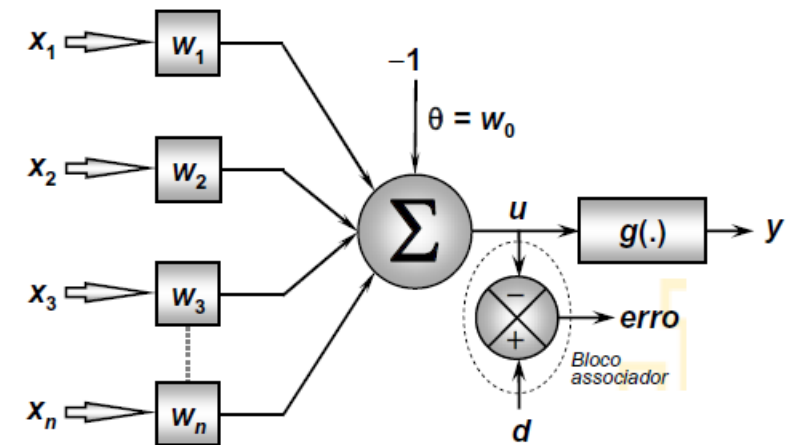 x1 w1
−1
θ = w0
x2 w2
Σ
u
g(.)
y
x3 w3
−
+
erro
Bloco
associador
xn wn
d